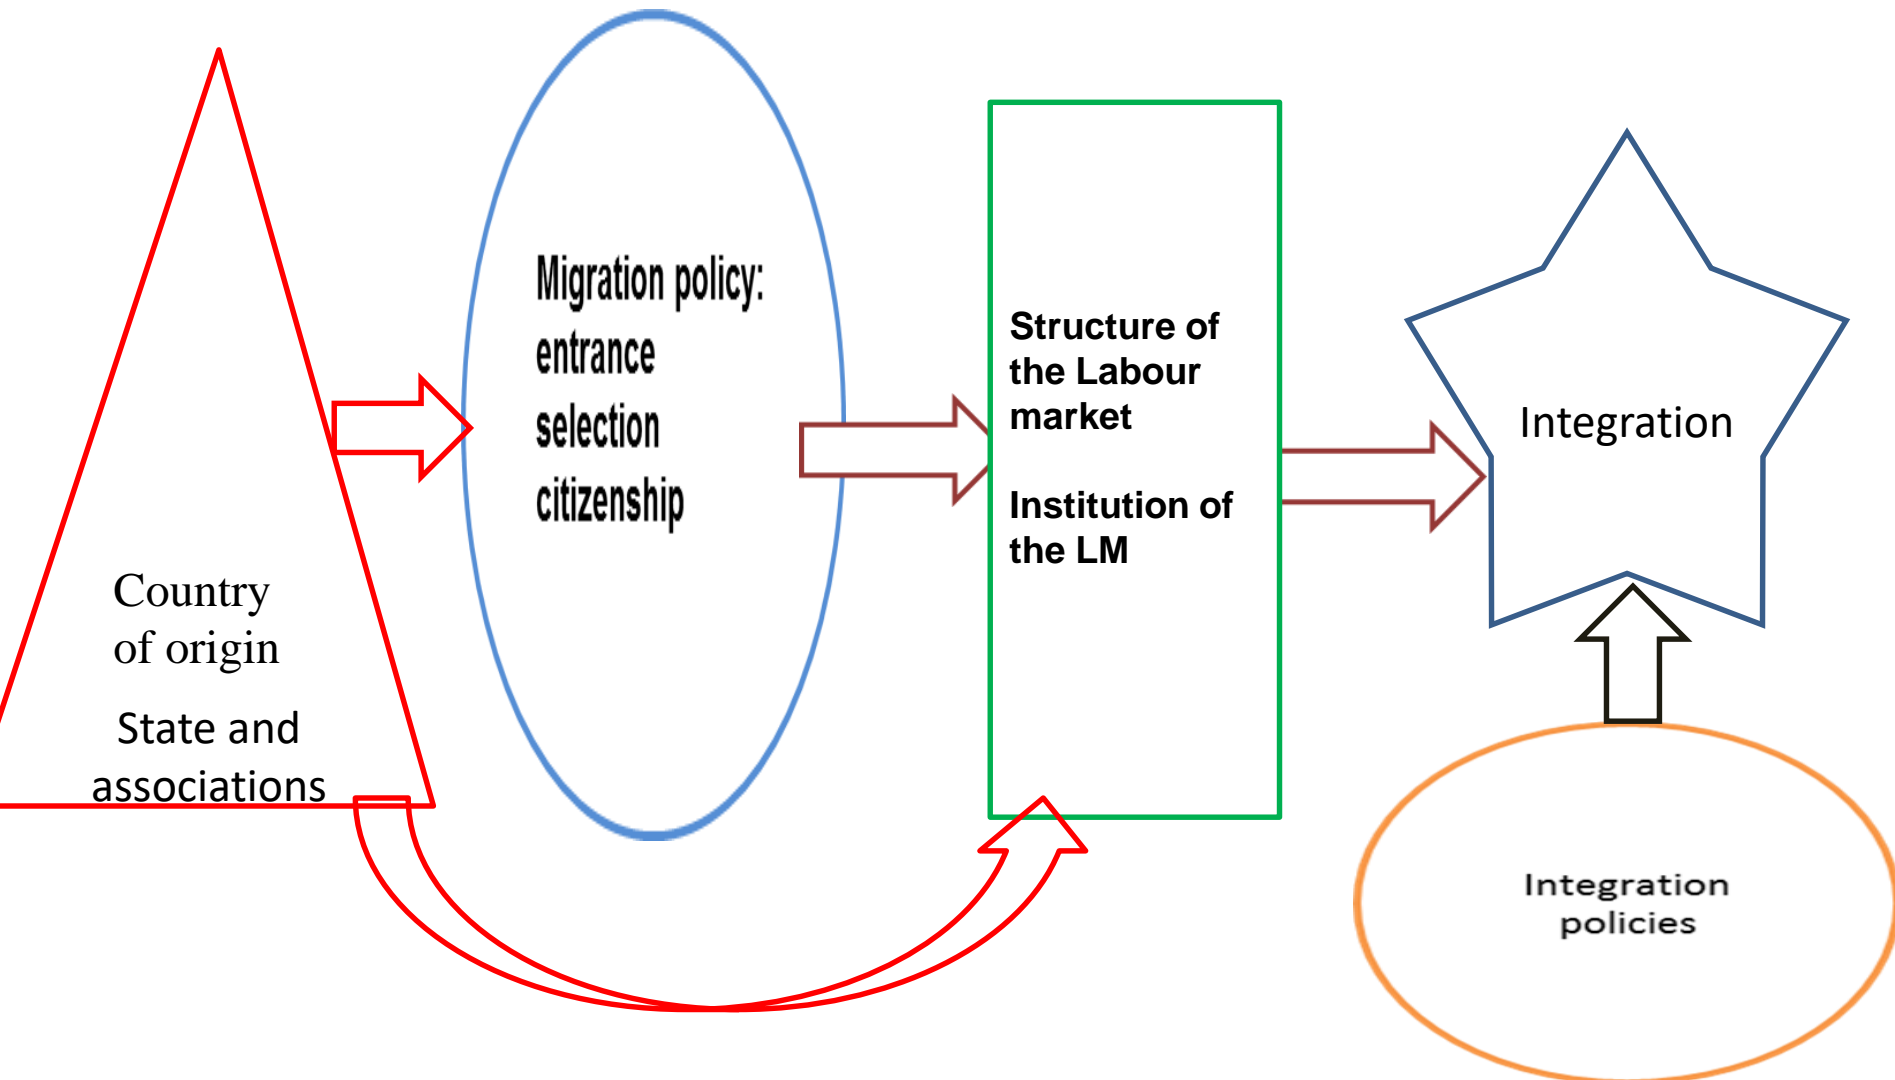 Country
of origin
State and
associations
Migration policy:
entrance
selection
citizenship
Structure of
the Labour
market
Institution of
the LM
Integration
Integration
policies